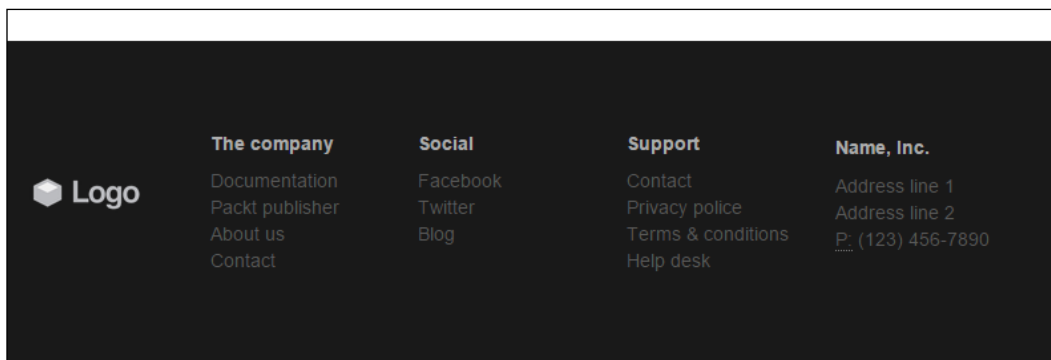 Logo
The company
Documentation
Packt publisher
About us
Contact
Social
Facebook
Twitter
Blog
Support
Contact
Privacy police
Terms & conditions
Help desk
Name, Inc.
Address line 1
Address line 2
P: (123) 456-7890